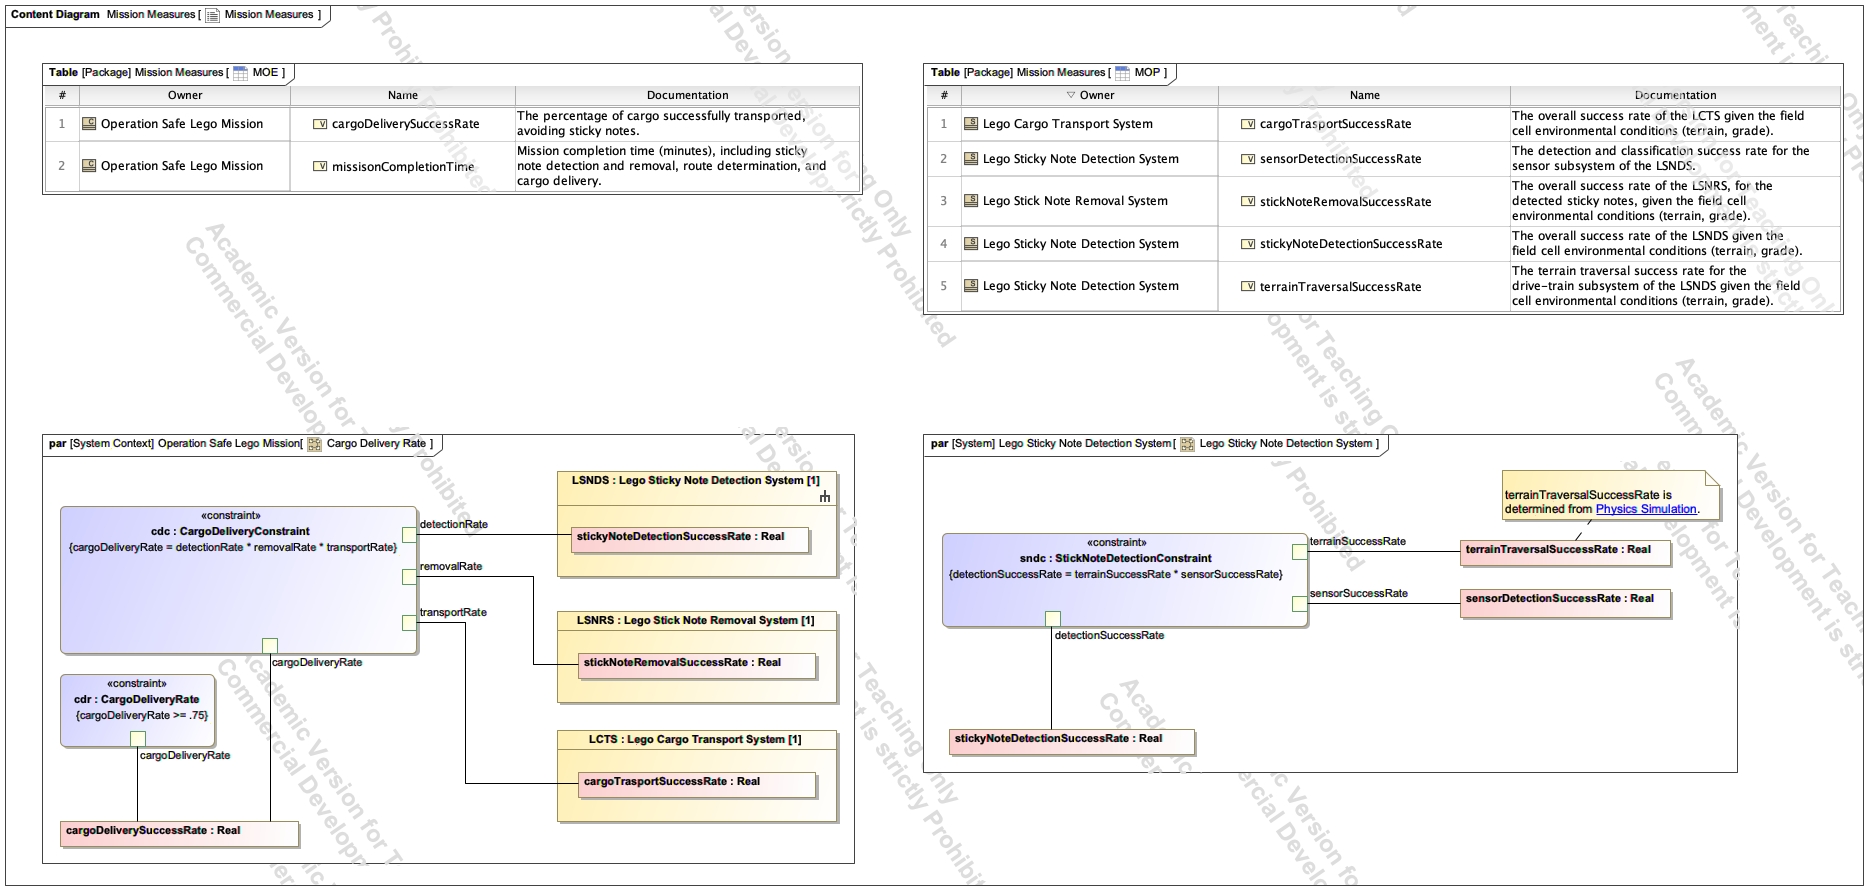 Content Diagram Mission Measures [ Mission Measures ]
Table [Package] Mission Measures [ MOE ]
# Owner Name Documentation
1 Operation Safe Lego Mission cargoDeliverySuccessRate The percentage of cargo successfully transported,
avoiding sticky notes.
2 Operation Safe Lego Mission missisonCompletionTime Mission completion time (minutes), including sticky
note detection and removal, route determination, and
cargo delivery.
Table [Package] Mission Measures [ MOP ]
# Owner Name Documentation
1 Lego Cargo Transport System cargoTrasportSuccessRate The overall success rate of the LCTS given the field
cell environmental conditions (terrain, grade).
2 Lego Sticky Note Detection System sensorDetectionSuccessRate The detection and classification success rate for the
sensor subsystem of the LSNDS.
3 Lego Stick Note Removal System stickNoteRemovalSuccessRate The overall success rate of the LSNRS, for the
detected sticky notes, given the field cell
environmental conditions (terrain, grade).
4 Lego Sticky Note Detection System stickyNoteDetectionSuccessRate The overall success rate of the LSNDS given the
field cell environmental conditions (terrain, grade).
5 Lego Sticky Note Detection System terrainTraversalSuccessRate The terrain traversal success rate for the
drive-train subsystem of the LSNDS given the field
cell environmental conditions (terrain, grade).
par [System Context] Operation Safe Lego Mission[ Cargo Delivery Rate ]
«constraint»
cdc : CargoDeliveryConstraint
{cargoDeliveryRate = detectionRate * removalRate * transportRate}
detectionRate
removalRate
transportRate
cargoDeliveryRate
LSNDS : Lego Sticky Note Detection System [1]
stickyNoteDetectionSuccessRate : Real
LSNRS : Lego Stick Note Removal System [1]
stickNoteRemovalSuccessRate : Real
LCTS : Lego Cargo Transport System [1]
cargoTrasportSuccessRate : Real
«constraint»
cdr : CargoDeliveryRate
{cargoDeliveryRate >= .75}
cargoDeliveryRate
cargoDeliverySuccessRate : Real
par [System] Lego Sticky Note Detection System [ Lego Sticky Note Detection System ]
terrainTraversalSuccessRate is
determined from Physics Simulation.
«constraint»
sndc : StickNoteDetectionConstraint
{detectionSuccessRate = terrainSuccessRate * sensorSuccessRate}
terrainSuccessRate
terrainTraversalSuccessRate : Real
sensorSuccessRate
sensorDetectionSuccessRate : Real
detectionSuccessRate
stickyNoteDetectionSuccessRate : Real
Academic Version for Teaching Only
Commercial Development is strictly Prohibited